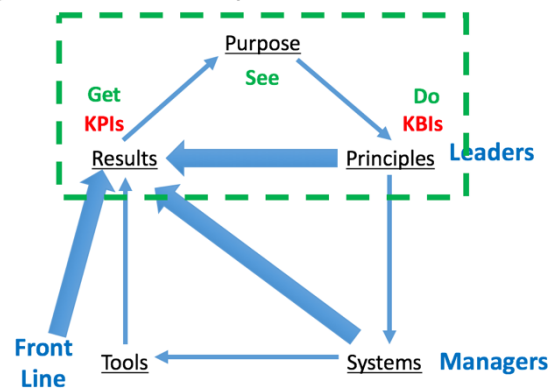 Purpose
See
Get
Do
KPIs
KBIs
Results
Principles
Leaders
Front
Line
Tools
Systems
Managers